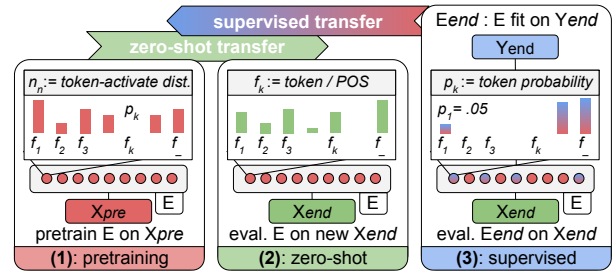 supervised transfer
zero-shot transfer
nn:= token-activate dist.
pk
f1 f2 f3 fk f_
E
Xpre
pretrain E on Xpre
(1): pretraining
fk := token / POS
f1 f2 f3 fk f_
E
Xend
eval. E on new Xend
(2): zero-shot
Eend : E fit on Yend
Yend
pk:= token probability
p1= .05
f1 f2 f3 fk f_
E
Xend
eval. Eend on Xend
(3): supervised